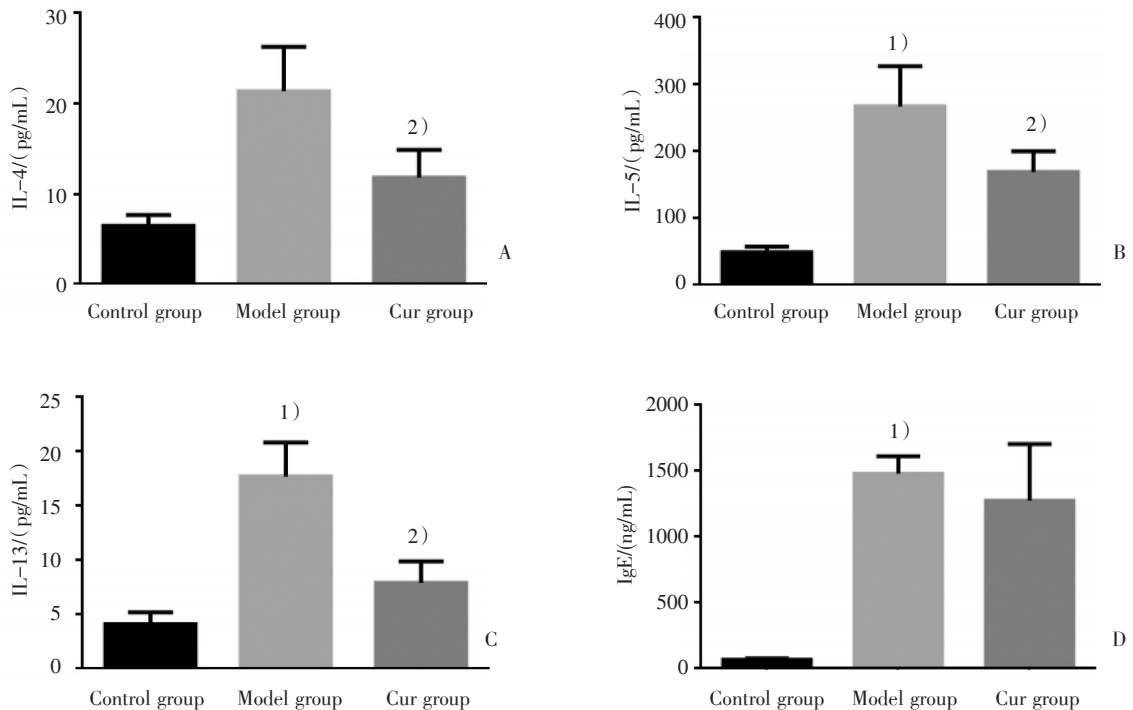 30
20
10
0
IL-4/(pg/mL)
2)
Control group Model group Cur group
A
400
300
200
100
0
IL-5/(pg/mL)
1)
2)
Control group Model group Cur group
B
25
20
15
10
5
0
IL-13/(pg/mL)
1)
2)
Control group Model group Cur group
C
2000
1500
1000
500
0
IgE/(ng/mL)
1)
Control group Model group Cur group
D